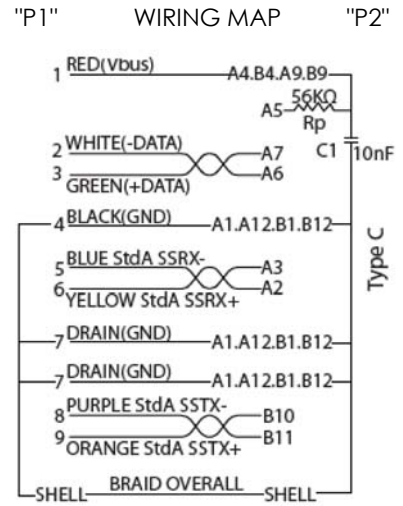 "P1" WIRING MAP "P2"
1 RED(Vbus) A4.B4.A9.B9
A5 56KΩ
Rp
C1 10nF
2 WHITE(-DATA) A7
3 GREEN(+DATA) A6
4 BLACK(GND) A1.A12.B1.B12
Type C
5 BLUE StdA SSRX- A3
6 YELLOW StdA SSRX+ A2
7 DRAIN(GND) A1.A12.B1.B12
7 DRAIN(GND) A1.A12.B1.B12
8 PURPLE StdA SSTX- B10
9 ORANGE StdA SSTX+ B11
SHELL BRAID OVERALL SHELL